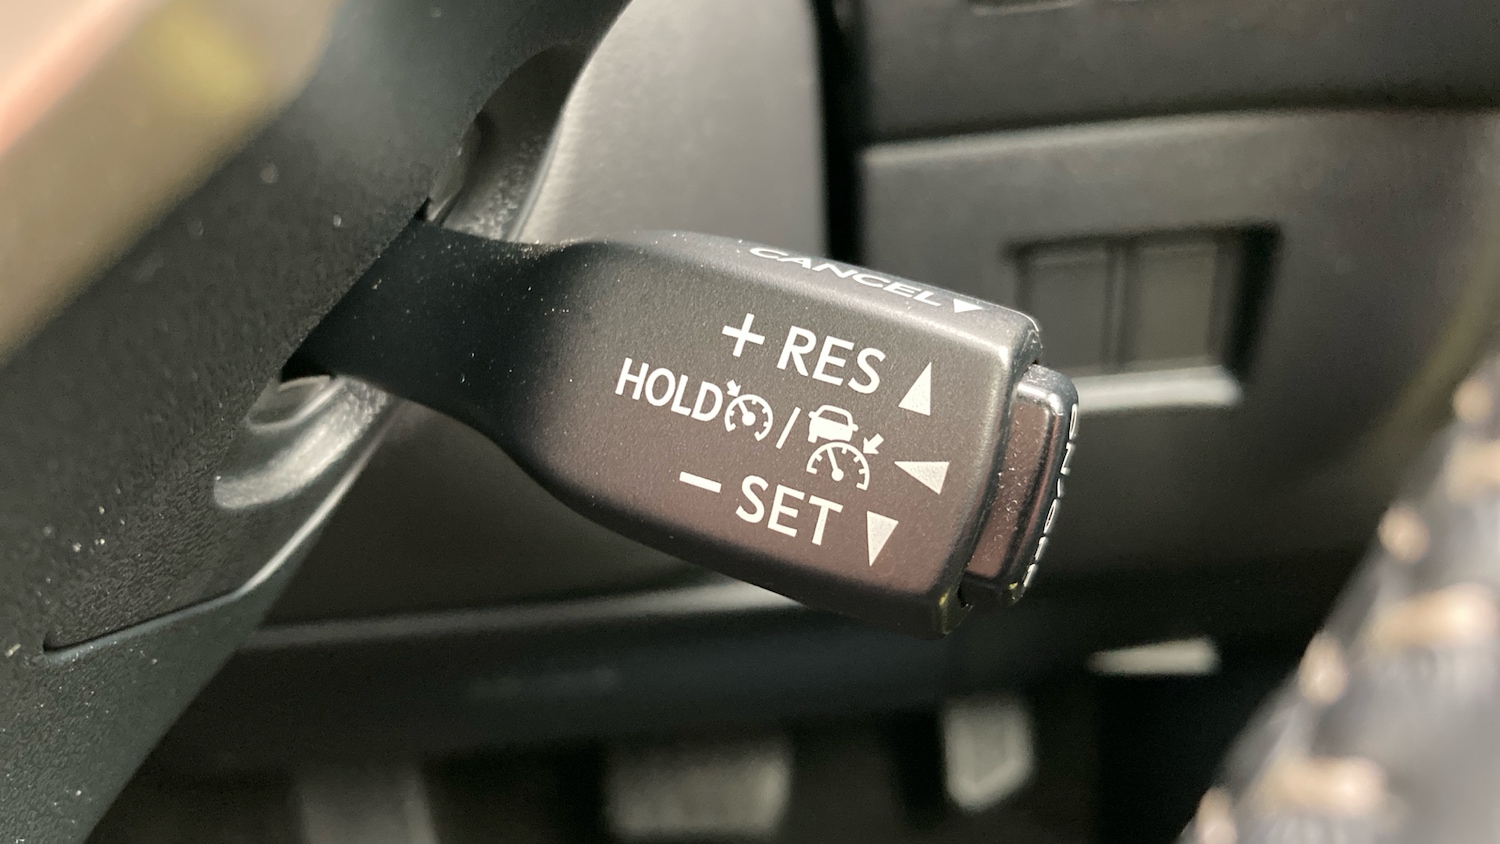 CANCEL▼
+ RES ▲
HOLD / ◀
− SET ▼